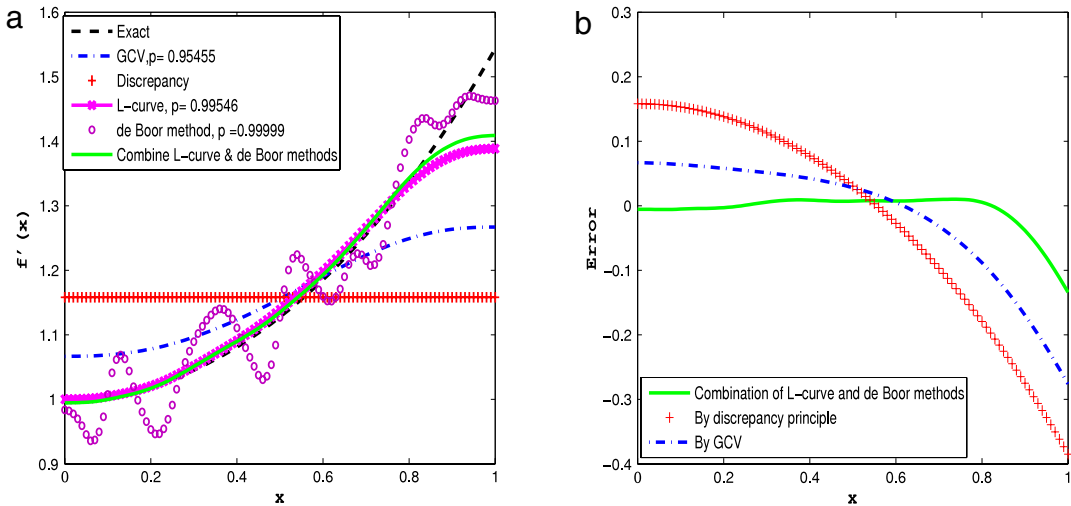 a
Exact
GCV,p= 0.95455
Discrepancy
L-curve, p= 0.99546
de Boor method, p =0.99999
Combine L-curve & de Boor methods
f'(x)
1.7
1.6
1.5
1.4
1.3
1.2
1.1
1
0.9
0
0.2
0.4
0.6
0.8
1
x
b
Error
0.3
0.2
0.1
0
-0.1
-0.2
-0.3
-0.4
Combination of L-curve and de Boor methods
By discrepancy principle
By GCV
0
0.2
0.4
0.6
0.8
1
x